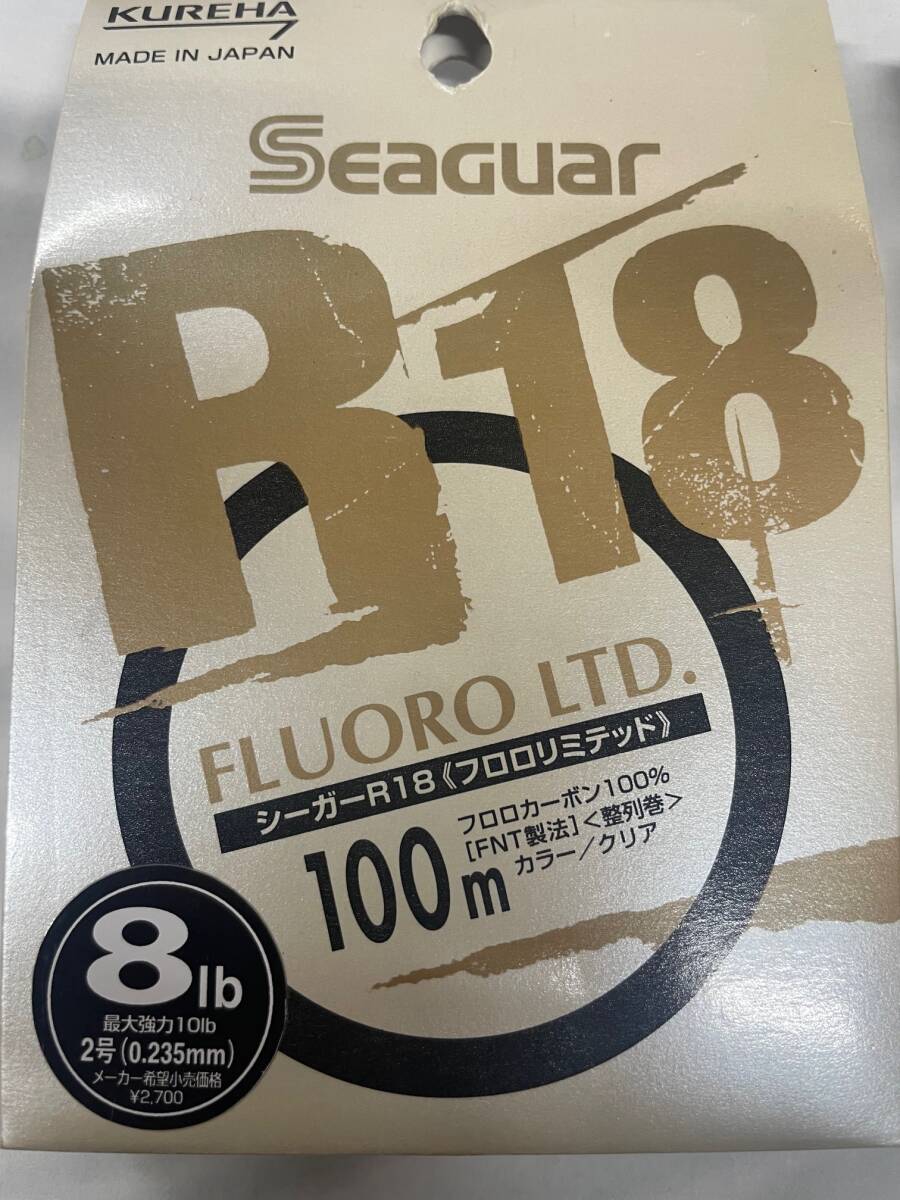 KUREHA
MADE IN JAPAN
SEAGUAR
R18
FLUORO LTD.
シーガーR18《フロロリミテッド》
100m
フロロカーボン100%
[FNT製法]<整列巻>
カラー/クリア
8lb
最大強力10lb
2号(0.235mm)
メーカー希望小売価格
¥2,700